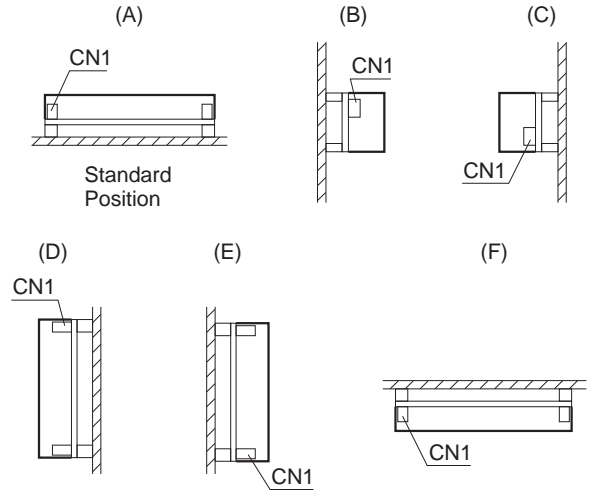 (A)
(B)
(C)
CN1
CN1
CN1
Standard
Position
(D)
(E)
(F)
CN1
CN1
CN1